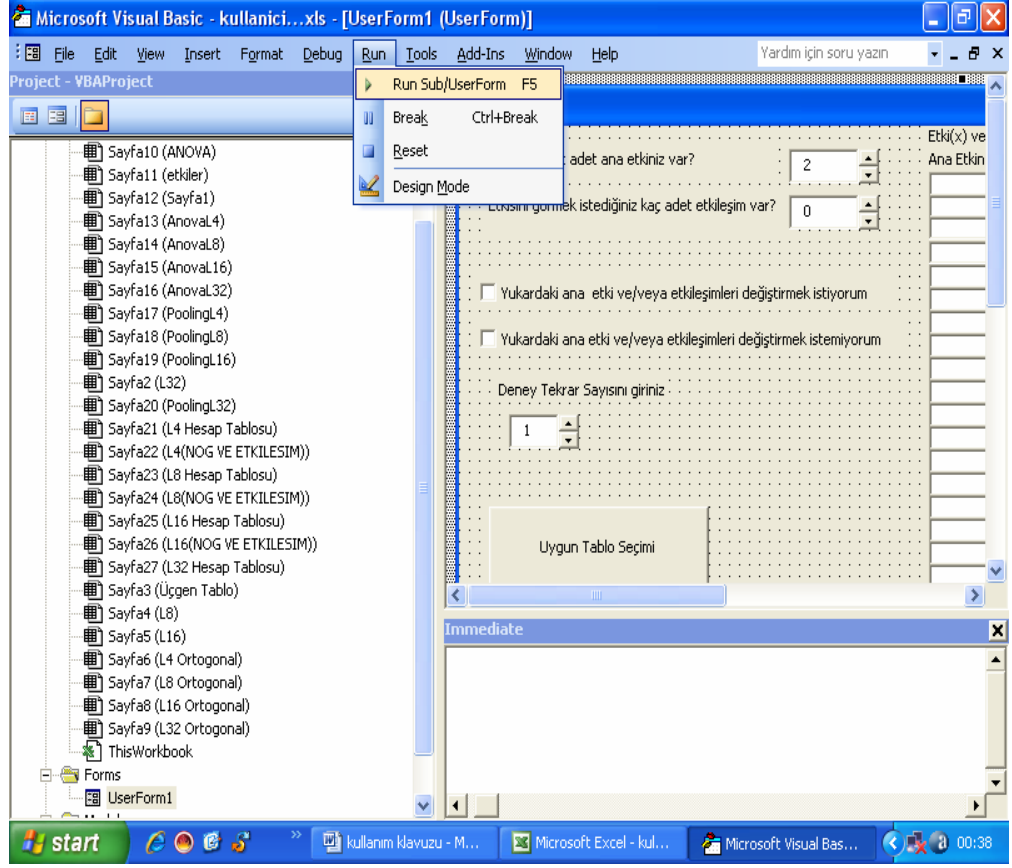 Microsoft Visual Basic - kullanici...xls - [UserForm1 (UserForm)]
File Edit View Insert Format Debug Run Tools Add-Ins Window Help Yardım için soru yazın
Project - VBAProject
Run Sub/UserForm F5
Break Ctrl+Break
Reset
Design Mode
Sayfa10 (ANOVA)
Sayfa11 (etkiler)
Sayfa12 (Sayfa1)
Sayfa13 (AnovaL4)
Sayfa14 (AnovaL8)
Sayfa15 (AnovaL16)
Sayfa16 (AnovaL32)
Sayfa17 (PoolingL4)
Sayfa18 (PoolingL8)
Sayfa19 (PoolingL16)
Sayfa2 (L32)
Sayfa20 (PoolingL32)
Sayfa21 (L4 Hesap Tablosu)
Sayfa22 (L4(NOG VE ETKILESIM))
Sayfa23 (L8 Hesap Tablosu)
Sayfa24 (L8(NOG VE ETKILESIM))
Sayfa25 (L16 Hesap Tablosu)
Sayfa26 (L16(NOG VE ETKILESIM))
Sayfa27 (L32 Hesap Tablosu)
Sayfa3 (Üçgen Tablo)
Sayfa4 (L8)
Sayfa5 (L16)
Sayfa6 (L4 Ortogonal)
Sayfa7 (L8 Ortogonal)
Sayfa8 (L16 Ortogonal)
Sayfa9 (L32 Ortogonal)
ThisWorkbook
Forms
UserForm1
adet ana etkiniz var? 2
Etkisini görmek istediğiniz kaç adet etkileşim var? 0
Etki(x) ve
Ana Etkin
Yukardaki ana etki ve/veya etkileşimleri değiştirmek istiyorum
Yukardaki ana etki ve/veya etkileşimleri değiştirmek istemiyorum
Deney Tekrar Sayısını giriniz
1
Uygun Tablo Seçimi
Immediate
start kullanım klavuzu - M... Microsoft Excel - kul... Microsoft Visual Bas... 00:38